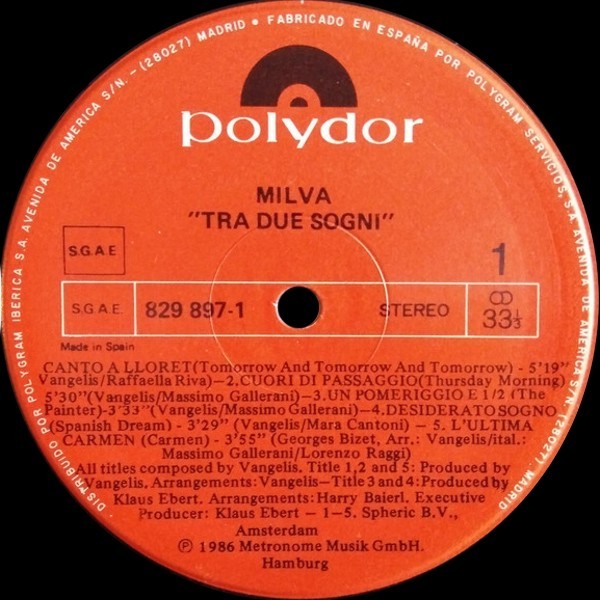 DISTRIBUIDO POR POLYGRAM IBERICA S.A. AVENIDA DE AMERICA S/N. - (28027) MADRID • FABRICADO EN ESPAÑA POR POLYGRAM SERVICIOS, S.A. AVENIDA DE AMERICA S/N (28027) MADRID
polydor
MILVA
"TRA DUE SOGNI"
S.G.A.E
1
S.G.A.E.
829 897-1
STEREO
33⅓
Made in Spain
CANTO A LLORET(Tomorrow And Tomorrow And Tomorrow) - 5'19"
Vangelis/Raffaella Riva)—2.CUORI DI PASSAGGIO(Thursday Morning)
5'30"(Vangelis/Massimo Gallerani)—3.UN POMERIGGIO E 1/2 (The
Painter)-3'33"(Vangelis/Massimo Gallerani)—4.DESIDERATO SOGNO
(Spanish Dream) - 3'29" (Vangelis/Mara Cantoni) — 5. L'ULTIMA
CARMEN (Carmen) - 3'55" (Georges Bizet, Arr.: Vangelis/ital.:
Massimo Gallerani/Lorenzo Raggi)
All titles composed by Vangelis. Title 1,2 and 5: Produced by
Vangelis. Arrangements: Vangelis—Title 3 and 4: Produced by
Klaus Ebert. Arrangements: Harry Baierl. Executive
Producer: Klaus Ebert — 1—5. Spheric B.V.,
Amsterdam
℗ 1986 Metronome Musik GmbH.
Hamburg